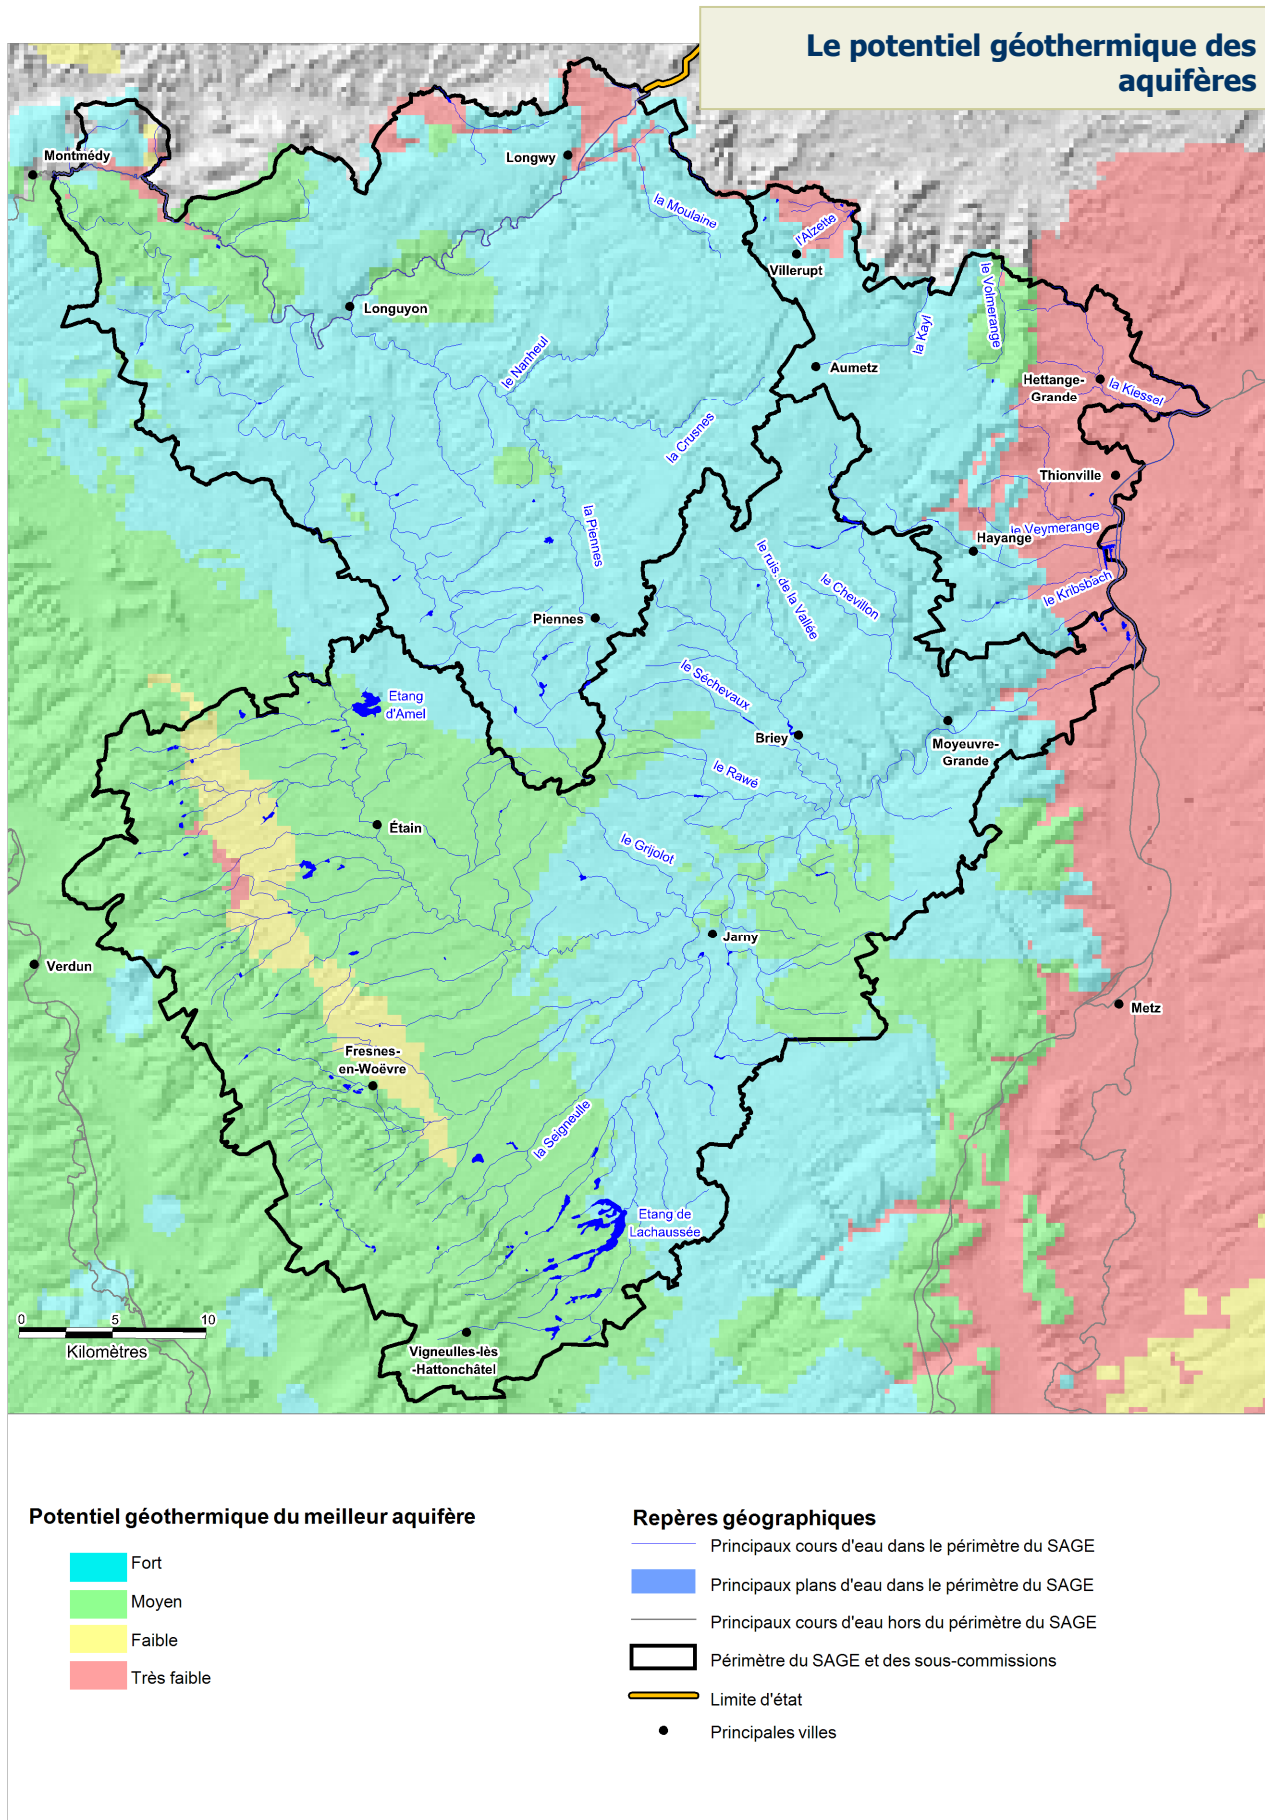 Le potentiel géothermique des
aquifères
Montmédy
Longwy
la Moulaine
l'Alzette
Villerupt
le Volmerange
la Kayl
Longuyon
le Nanheul
Aumetz
Hettange-
Grande
la Kiessel
la Crusnes
Thionville
la Piennes
le Veymerange
Hayange
le ruis. de la Vallée
le Chevillon
le Kribsbach
Piennes
le Séchevaux
Etang
d'Amel
Briey
Moyeuvre-
Grande
le Rawé
Étain
le Grijolot
Jarny
Verdun
Metz
Fresnes-
en-Woëvre
la Seigneulle
Etang de
Lachaussée
0 5 10
Kilomètres
Vigneulles-lès
-Hattonchâtel
Potentiel géothermique du meilleur aquifère
Fort
Moyen
Faible
Très faible
Repères géographiques
Principaux cours d'eau dans le périmètre du SAGE
Principaux plans d'eau dans le périmètre du SAGE
Principaux cours d'eau hors du périmètre du SAGE
Périmètre du SAGE et des sous-commissions
Limite d'état
Principales villes